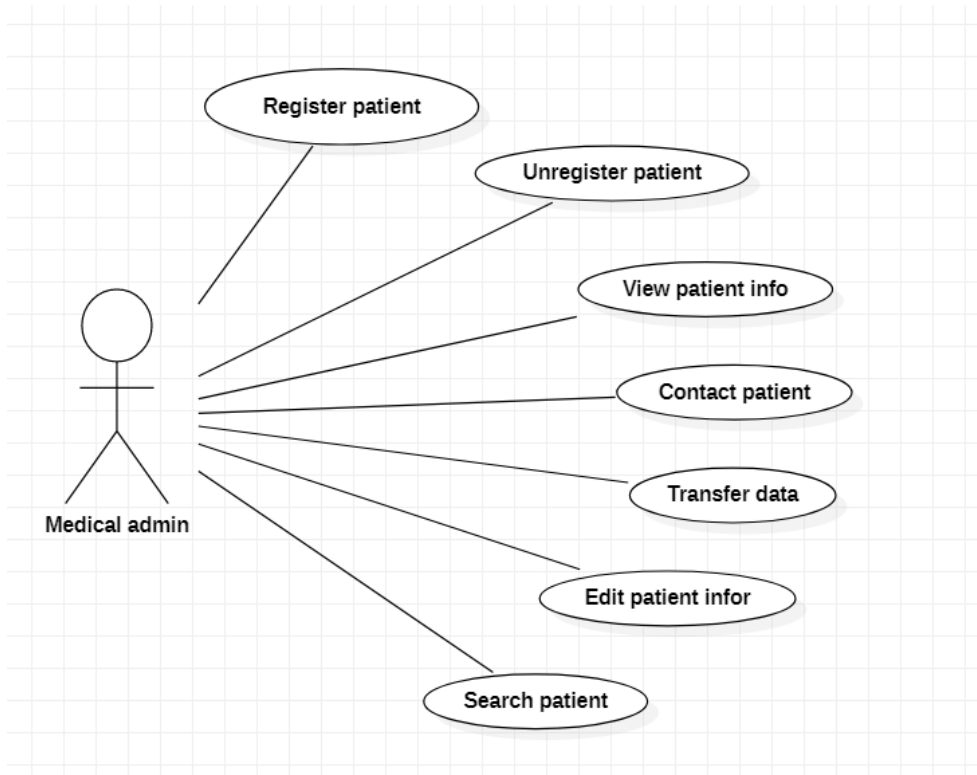 Register patient
Unregister patient
View patient info
Contact patient
Transfer data
Medical admin
Edit patient infor
Search patient